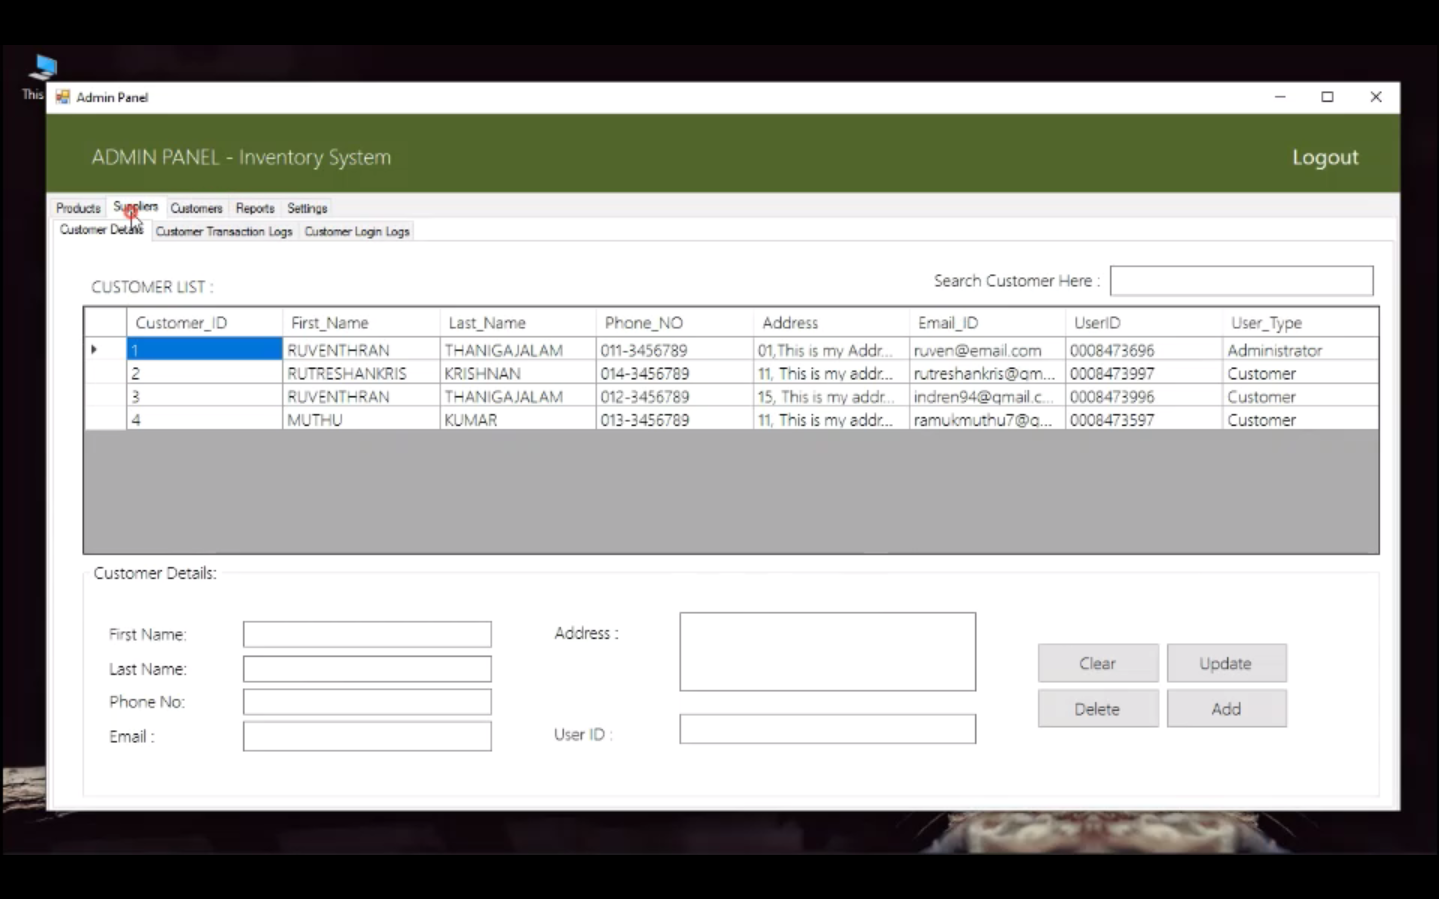 This
Admin Panel
ADMIN PANEL - Inventory System
Logout
Products Suppliers Customers Reports Settings
Customer Details Customer Transaction Logs Customer Login Logs
CUSTOMER LIST :
Search Customer Here :
Customer_ID First_Name Last_Name Phone_NO Address Email_ID UserID User_Type
1 RUVENTHRAN THANIGAJALAM 011-3456789 01,This is my Addr... ruven@email.com 0008473696 Administrator
2 RUTRESHANKRIS KRISHNAN 014-3456789 11, This is my addr... rutreshankris@gm... 0008473997 Customer
3 RUVENTHRAN THANIGAJALAM 012-3456789 15, This is my addr... indren94@gmail.c... 0008473996 Customer
4 MUTHU KUMAR 013-3456789 11, This is my addr... ramukmuthu7@g... 0008473597 Customer
Customer Details:
First Name:
Last Name:
Phone No:
Email :
Address :
User ID :
Clear Update
Delete Add